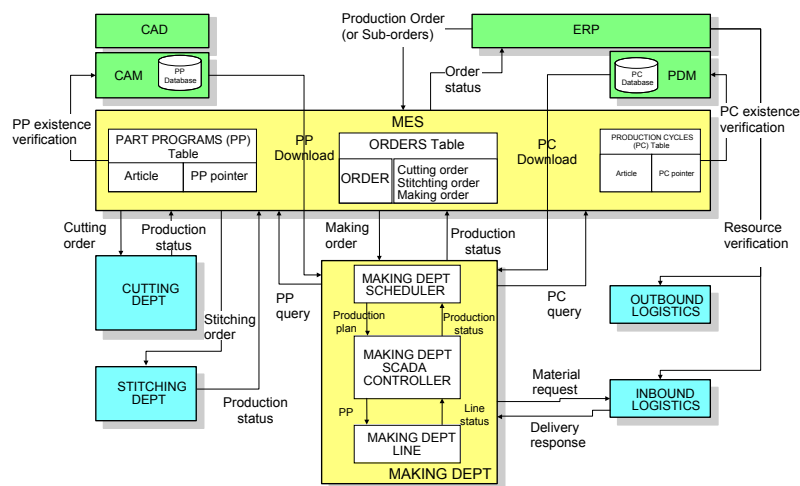 CAD
Production Order
(or Sub-orders)
ERP
CAM
PP
Database
Order
status
PC
Database
PDM
PP existence
verification
PC existence
verification
MES
PART PROGRAMS (PP)
Table
Article
PP pointer
PP
Download
ORDERS Table
ORDER
Cutting order
Stitchting order
Making order
PC
Download
PRODUCTION CYCLES
(PC) Table
Article
PC pointer
Cutting
order
Production
status
Making
order
Production
status
Resource
verification
CUTTING
DEPT
Stitching
order
PP
query
MAKING DEPT
SCHEDULER
PC
query
OUTBOUND
LOGISTICS
Production
plan
Production
status
MAKING DEPT
SCADA
CONTROLLER
STITCHING
DEPT
Production
status
Material
request
INBOUND
LOGISTICS
PP
Line
status
Delivery
response
MAKING DEPT
LINE
MAKING DEPT